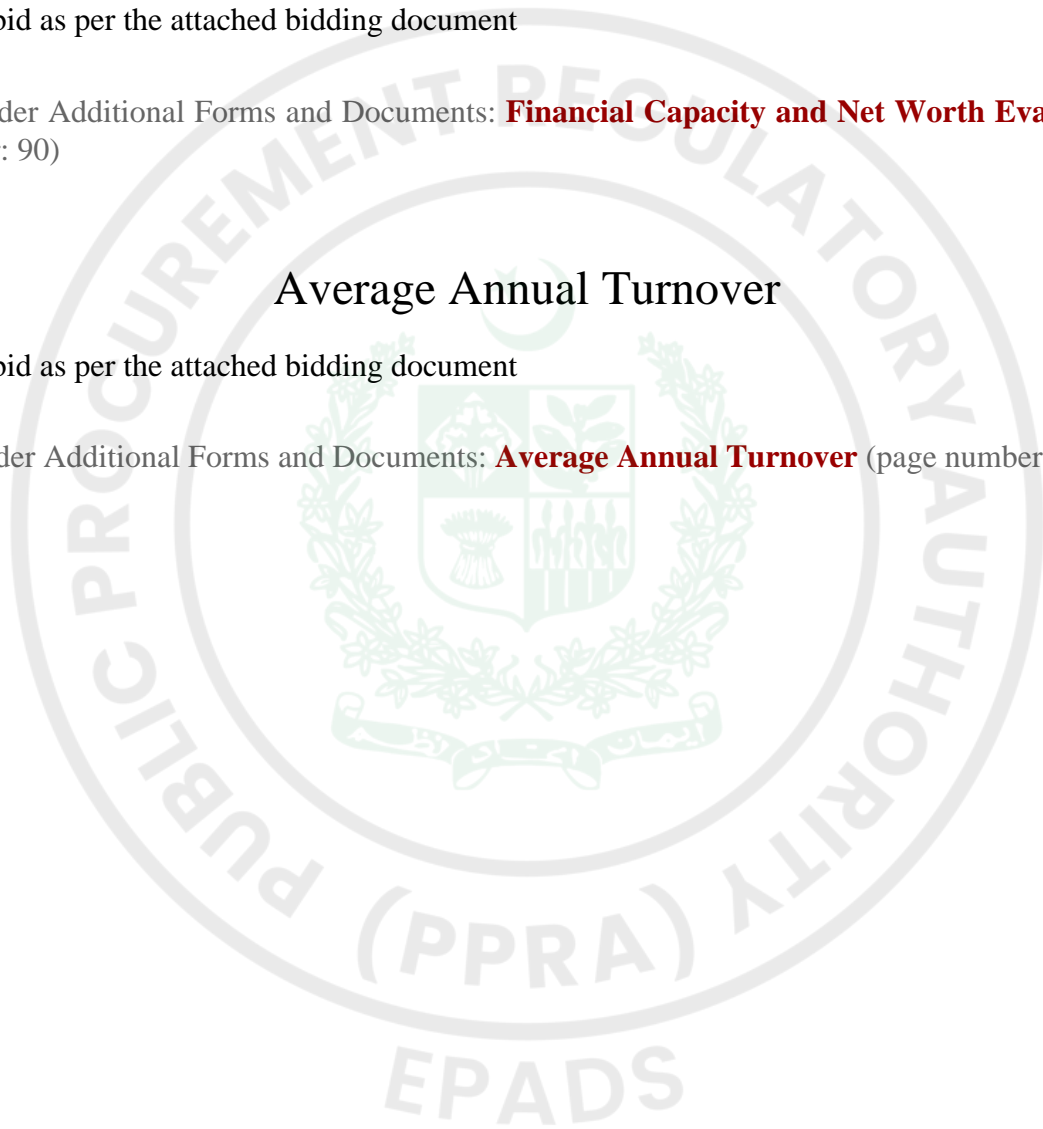 bid as per the attached bidding document
der Additional Forms and Documents: Financial Capacity and Net Worth Eva
: 90)
Average Annual Turnover
bid as per the attached bidding document
der Additional Forms and Documents: Average Annual Turnover (page number
PUBLIC PROCUREMENT REGULATORY AUTHORITY
(PPRA)
EPADS